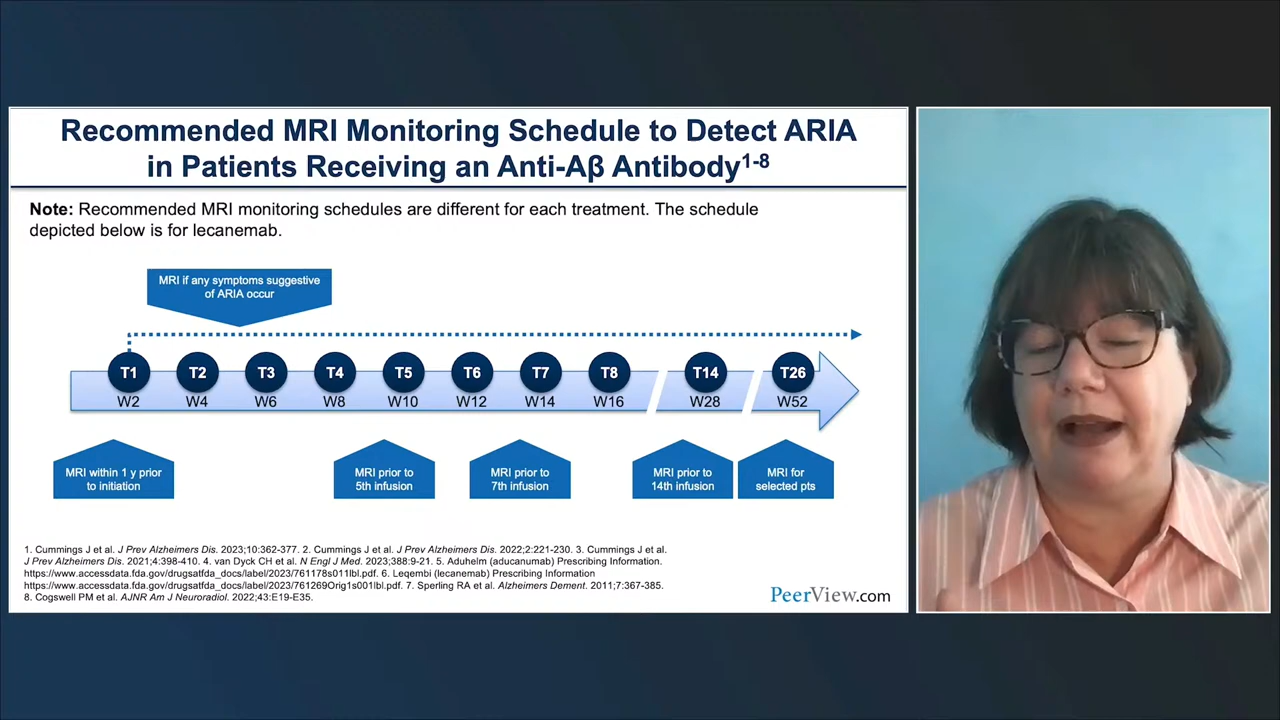 Recommended MRI Monitoring Schedule to Detect ARIA
in Patients Receiving an Anti-Aβ Antibody1-8
Note: Recommended MRI monitoring schedules are different for each treatment. The schedule
depicted below is for lecanemab.
MRI if any symptoms suggestive
of ARIA occur
T1 T2 T3 T4 T5 T6 T7 T8 T14 T26
W2 W4 W6 W8 W10 W12 W14 W16 W28 W52
MRI within 1 y prior
to initiation
MRI prior to
5th infusion
MRI prior to
7th infusion
MRI prior to
14th infusion
MRI for
selected pts
1. Cummings J et al. J Prev Alzheimers Dis. 2023;10:362-377. 2. Cummings J et al. J Prev Alzheimers Dis. 2022;2:221-230. 3. Cummings J et al.
J Prev Alzheimers Dis. 2021;4:398-410. 4. van Dyck CH et al. N Engl J Med. 2023;388:9-21. 5. Aduhelm (aducanumab) Prescribing Information.
https://www.accessdata.fda.gov/drugsatfda_docs/label/2023/761178s011lbl.pdf. 6. Leqembi (lecanemab) Prescribing Information
https://www.accessdata.fda.gov/drugsatfda_docs/label/2023/761269Orig1s001lbl.pdf. 7. Sperling RA et al. Alzheimers Dement. 2011;7:367-385.
8. Cogswell PM et al. AJNR Am J Neuroradiol. 2022;43:E19-E35.
PeerView.com